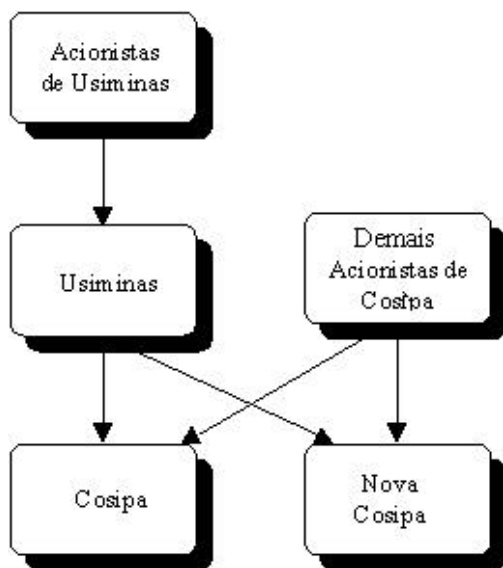 Acionistas
de Usiminas
Usiminas
Demais
Acionistas de
Cosipa
Cosipa
Nova
Cosipa